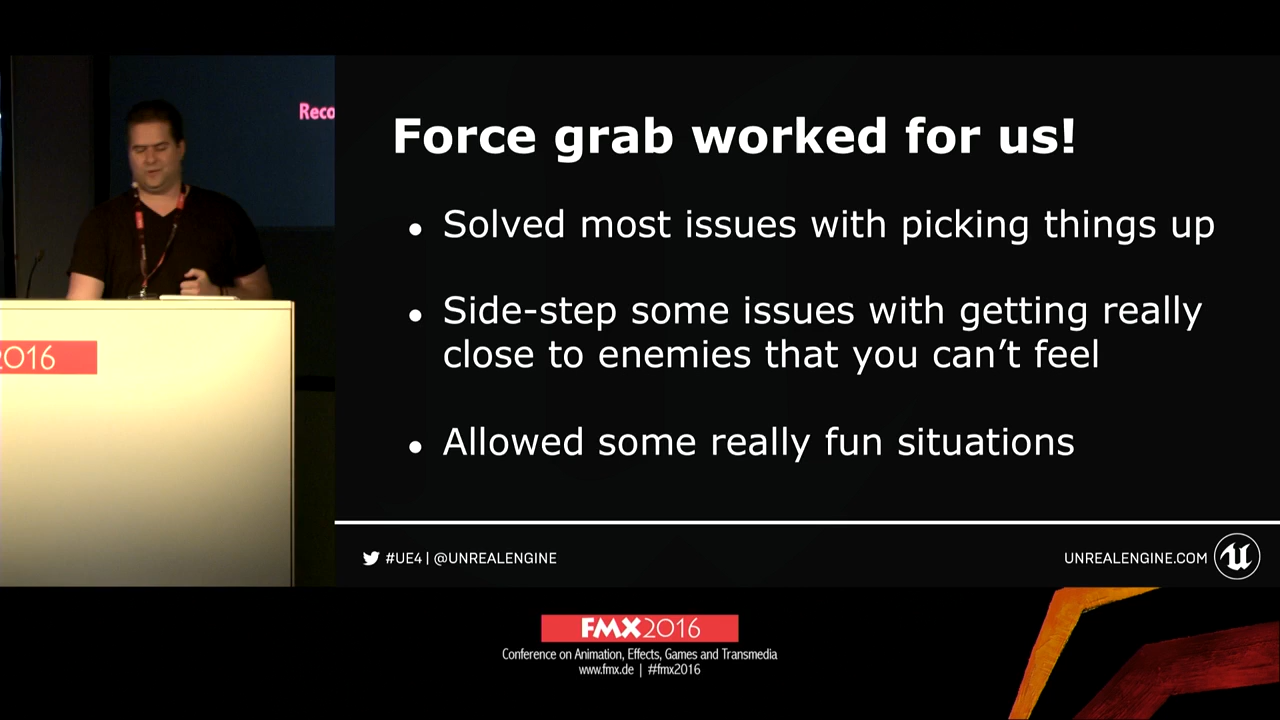 Reco
Force grab worked for us!
• Solved most issues with picking things up
• Side-step some issues with getting really
close to enemies that you can’t feel
• Allowed some really fun situations
2016
#UE4 | @UNREALENGINE
UNREALENGINE.COM
FMX2016
Conference on Animation, Effects, Games and Transmedia
www.fmx.de | #fmx2016